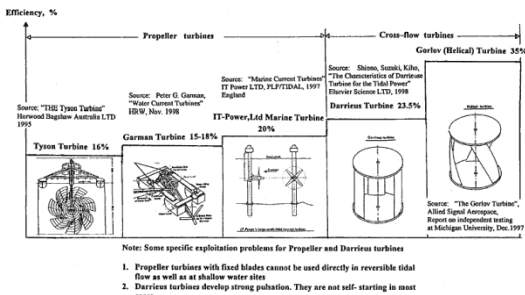 Efficiency, %
Propeller turbines
Cross-flow turbines
Gorlov (Helical) Turbine 35%
Source: "THE Tyson Turbine"
Horwood Bagshaw Australia LTD
1995
Tyson Turbine 16%
Source: Peter G. Garman,
"Water Current Turbines"
HRW, Nov. 1998
Garman Turbine 15-18%
Source: "Marine Current Turbines"
IT Power LTD, PLF/TIDAL, 1997
England
IT-Power,Ltd Marine Turbine
20%
Source: Shiono, Suzuki, Kiho,
"The Charcteristics of Darrieuse
Turbine for the Tidal Power"
Elsevier Science LTD, 1998
Darrieus Turbine 23.5%
Source: "The Gorlov Turbine",
Allied Signal Aerospace,
Report on independent testing
at Michigan University, Dec.1997
Note: Some specific exploitation problems for Propeller and Darrieus turbines
1. Propeller turbines with fixed blades cannot be used directly in reversible tidal
flow as well as at shallow water sites
2. Darrieus turbines develop strong pulsation. They are not self- starting in most